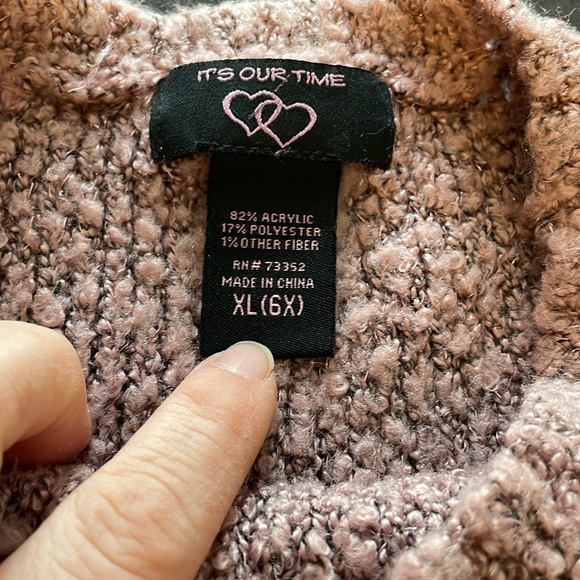 IT'S OUR TIME
82% ACRYLIC
17% POLYESTER
1% OTHER FIBER
RN# 73352
MADE IN CHINA
XL(6X)